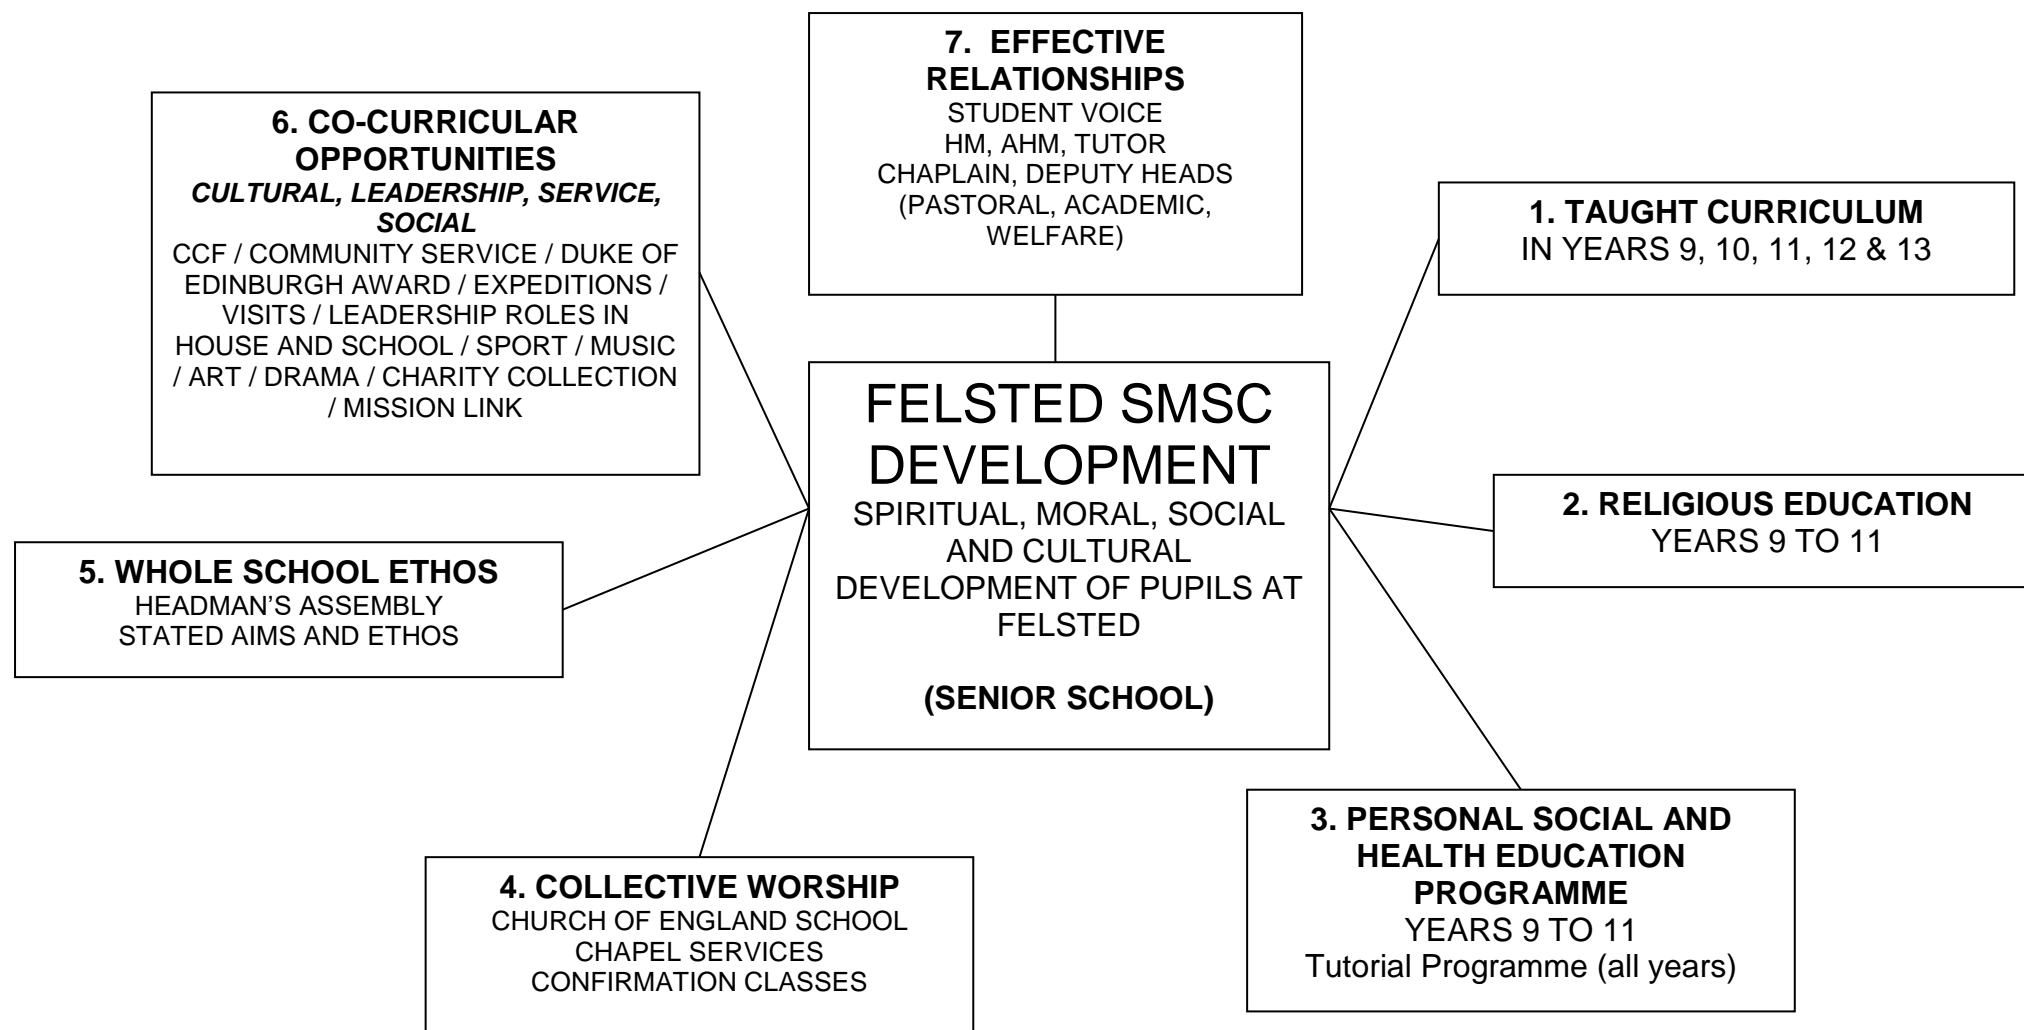 7. EFFECTIVE
RELATIONSHIPS
STUDENT VOICE
HM, AHM, TUTOR
CHAPLAIN, DEPUTY HEADS
(PASTORAL, ACADEMIC,
WELFARE)
6. CO-CURRICULAR
OPPORTUNITIES
CULTURAL, LEADERSHIP, SERVICE,
SOCIAL
CCF / COMMUNITY SERVICE / DUKE OF
EDINBURGH AWARD / EXPEDITIONS /
VISITS / LEADERSHIP ROLES IN
HOUSE AND SCHOOL / SPORT / MUSIC
/ ART / DRAMA / CHARITY COLLECTION
/ MISSION LINK
1. TAUGHT CURRICULUM
IN YEARS 9, 10, 11, 12 & 13
FELSTED SMSC
DEVELOPMENT
SPIRITUAL, MORAL, SOCIAL
AND CULTURAL
DEVELOPMENT OF PUPILS AT
FELSTED
(SENIOR SCHOOL)
2. RELIGIOUS EDUCATION
YEARS 9 TO 11
5. WHOLE SCHOOL ETHOS
HEADMAN’S ASSEMBLY
STATED AIMS AND ETHOS
3. PERSONAL SOCIAL AND
HEALTH EDUCATION
PROGRAMME
YEARS 9 TO 11
Tutorial Programme (all years)
4. COLLECTIVE WORSHIP
CHURCH OF ENGLAND SCHOOL
CHAPEL SERVICES
CONFIRMATION CLASSES